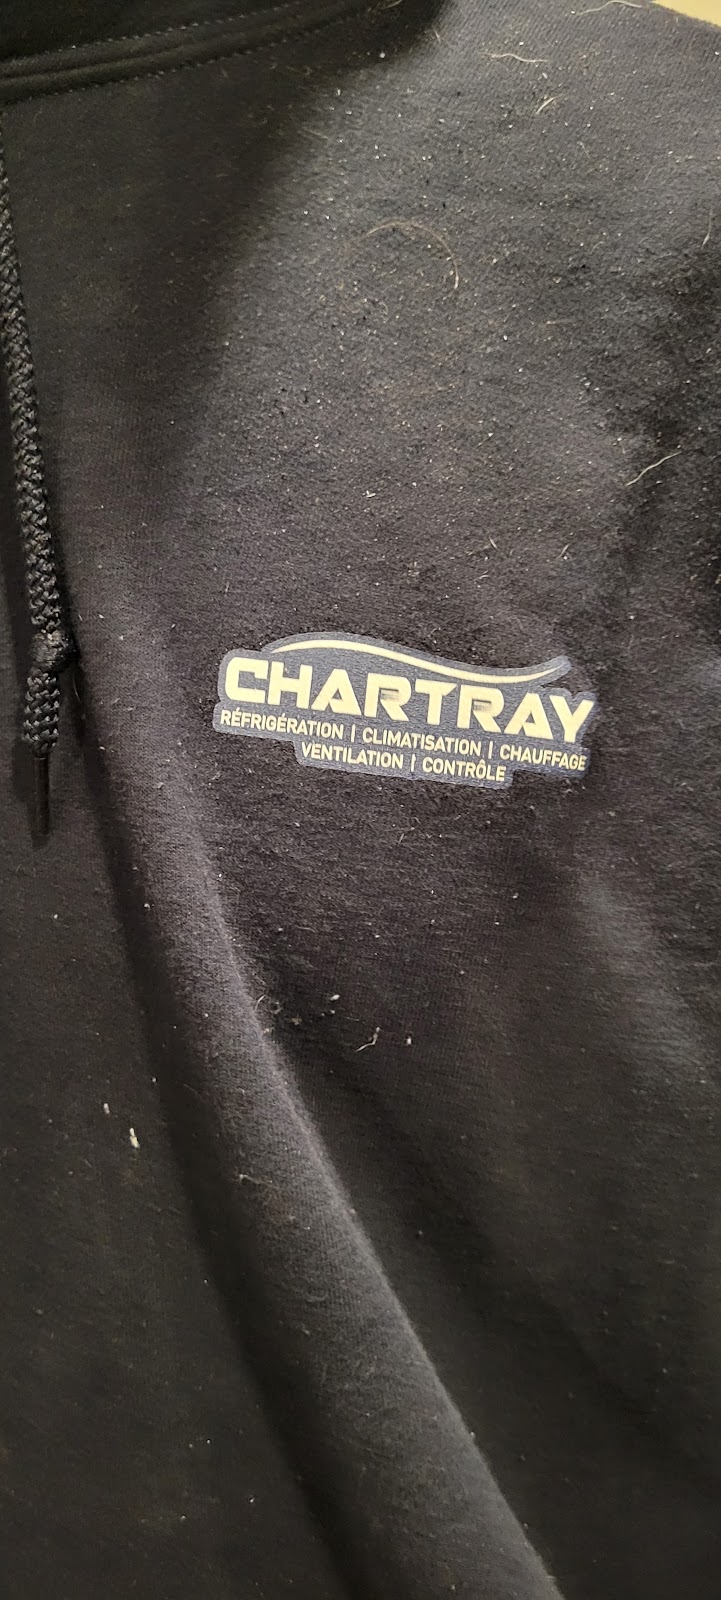 CHARTRAY
RÉFRIGÉRATION | CLIMATISATION | CHAUFFAGE
VENTILATION | CONTRÔLE